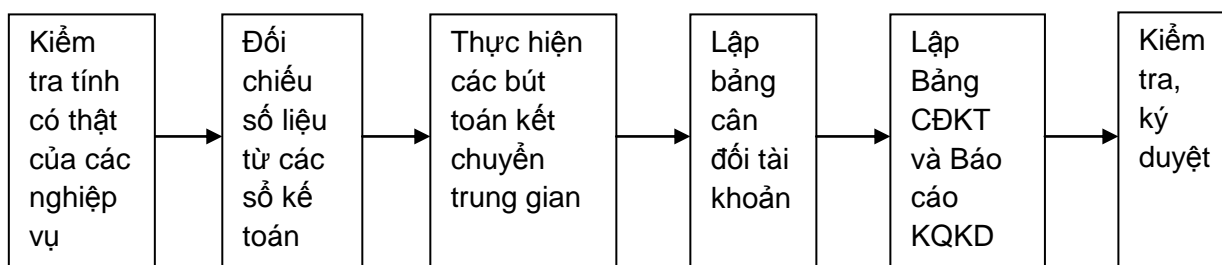 Kiểm
tra tính
có thật
của các
nghiệp
vụ
Đối
chiếu
số liệu
từ các
sổ kế
toán
Thực hiện
các bút
toán kết
chuyển
trung gian
Lập
bảng
cân
đối tài
khoản
Lập
Bảng
CĐKT
và Báo
cáo
KQKD
Kiểm
tra,
ký
duyệt